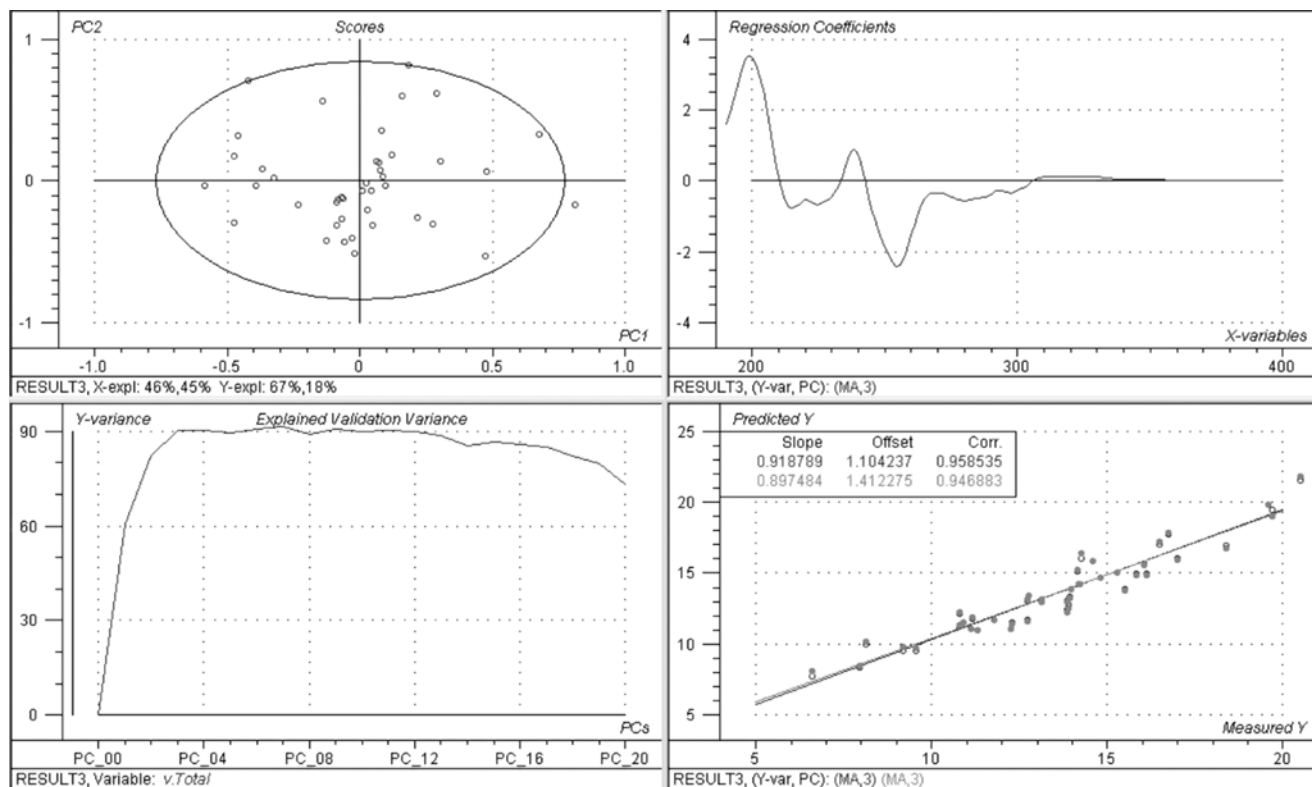 PC2 Scores
1
0
-1
PC1
-1.0 -0.5 0 0.5 1.0
RESULT3, X-expl: 46%,45% Y-expl: 67%,18%
Regression Coefficients
4
2
0
-2
-4
X-variables
200 300 400
RESULT3, (Y-var, PC): (MA,3)
Y-variance Explained Validation Variance
90
60
30
0
PCs
PC_00 PC_04 PC_08 PC_12 PC_16 PC_20
RESULT3, Variable: v.Total
Predicted Y
25
Slope Offset Corr.
0.918789 1.104237 0.958535
0.897484 1.412275 0.946883
20
15
10
5
Measured Y
5 10 15 20
RESULT3, (Y-var, PC): (MA,3) (MA,3)